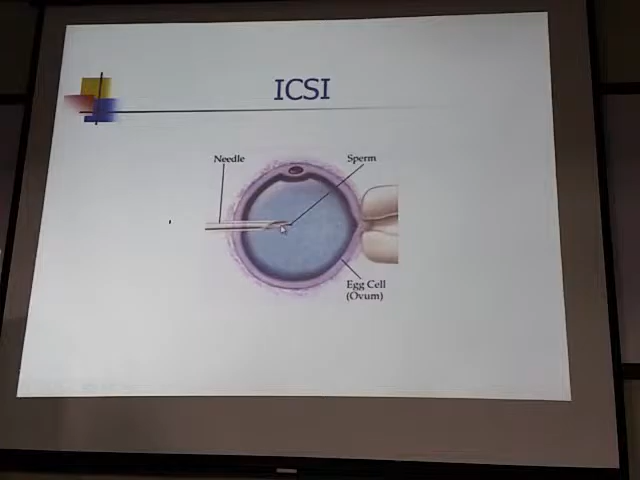 ICSI
Needle
Sperm
Egg Cell
(Ovum)